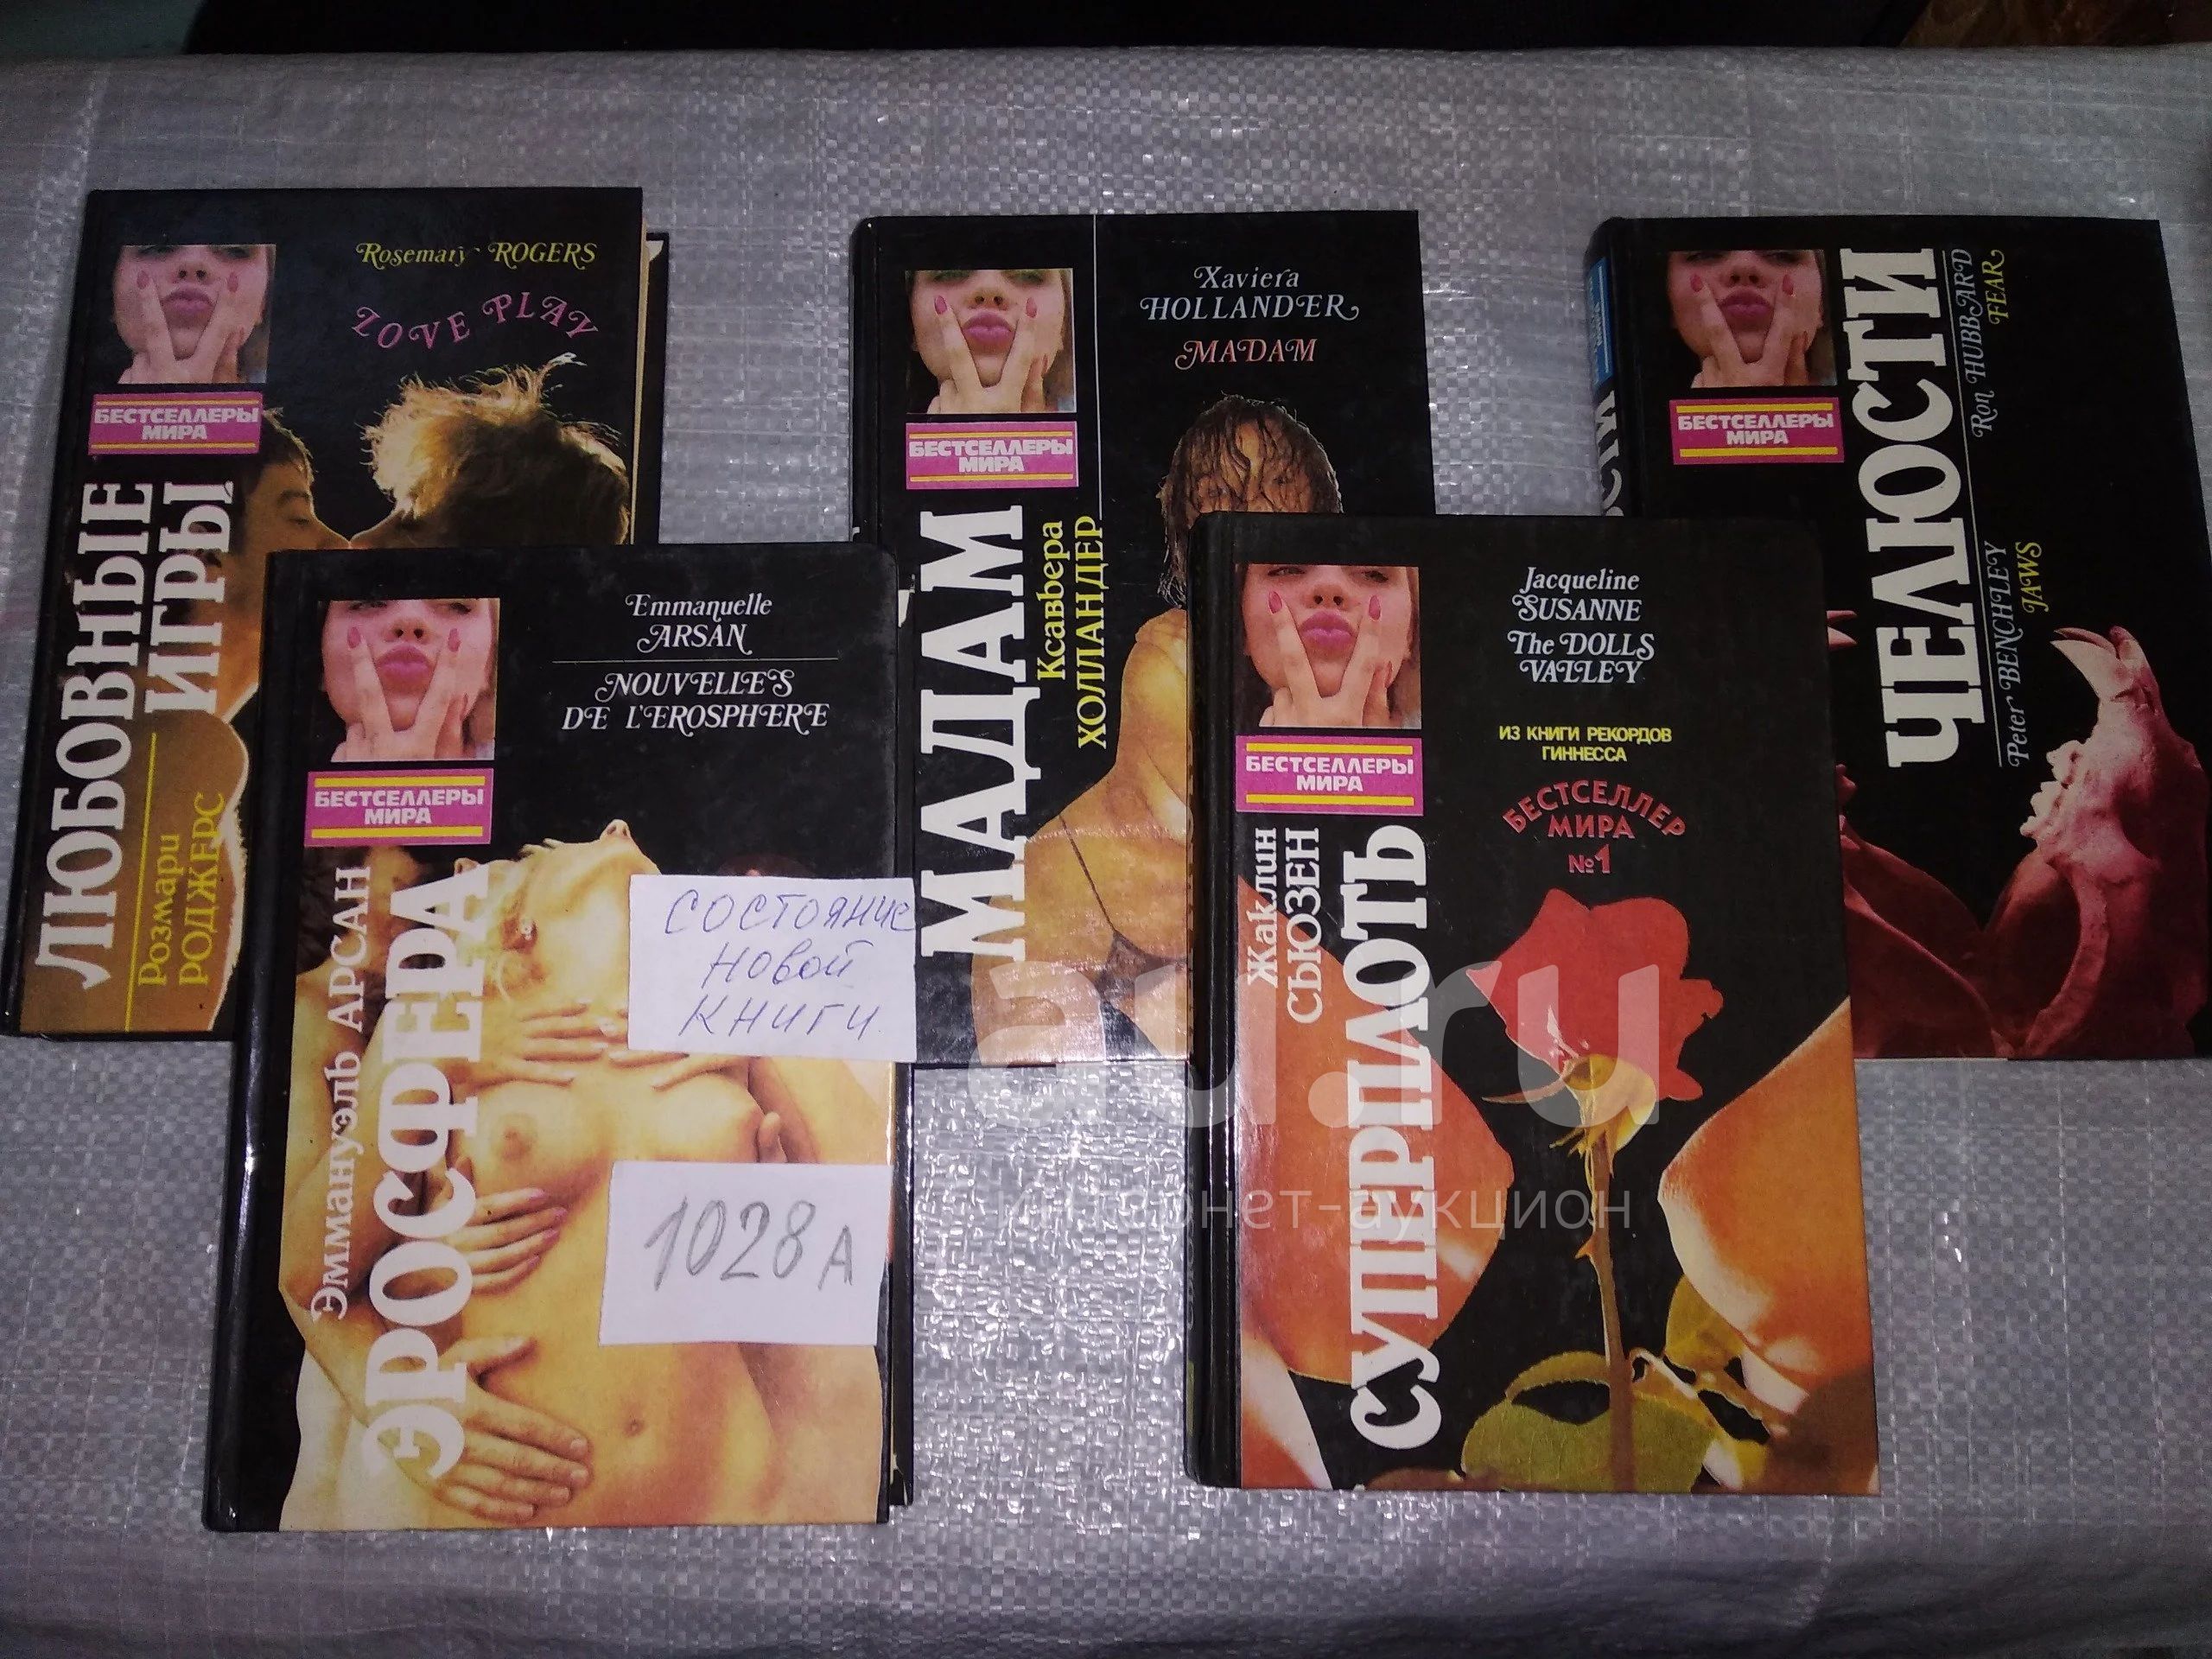 Rosemary ROGERS
LOVE PLAY
БЕСТСЕЛЛЕРЫ
МИРА
ЛЮБОВНЫЕ
ИГРЫ
Розмари
РОДЖЕРС
Xaviera
HOLLANDER
MADAM
БЕСТСЕЛЛЕРЫ
МИРА
МАДАМ
Ксавьера
ХОЛЛАНДЕР
БЕСТСЕЛЛЕРЫ
МИРА
ЧЕЛЮСТИ
Ron HUBBARD
FEAR
Peter BENCHLEY
JAWS
Emmanuelle
ARSAN
NOUVELLES
DE L'EROSPHERE
БЕСТСЕЛЛЕРЫ
МИРА
Эммануэль АРСАН
ЭРОСФЕРА
СОСТОЯНИЕ
НОВОЙ
КНИГИ
1028А
Jacqueline
SUSANNE
The DOLLS
VALLEY
ИЗ КНИГИ РЕКОРДОВ
ГИННЕССА
БЕСТСЕЛЛЕР
МИРА
№1
БЕСТСЕЛЛЕРЫ
МИРА
Жаклин
СЬЮЗЕН
СУПЕРПЛОТЬ
au.ru
интернет-аукцион